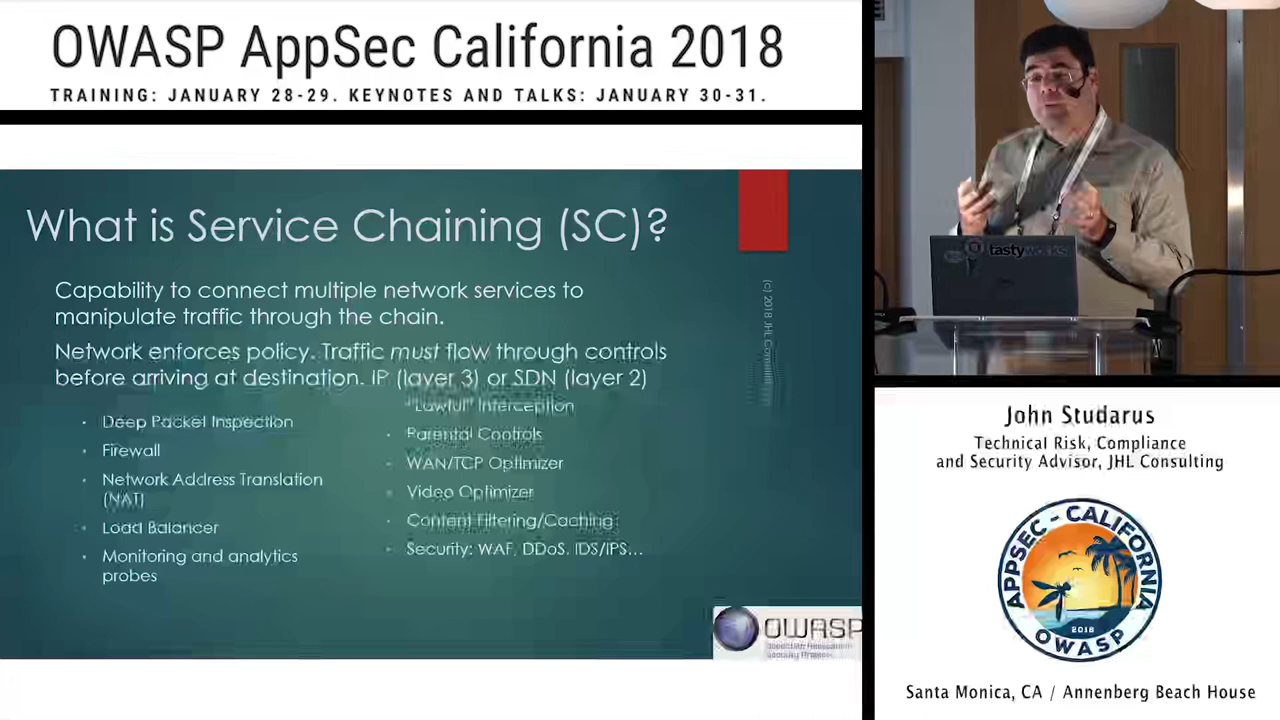 OWASP AppSec California 2018
TRAINING: JANUARY 28-29. KEYNOTES AND TALKS: JANUARY 30-31.
What is Service Chaining (SC)?
Capability to connect multiple network services to
manipulate traffic through the chain.
Network enforces policy. Traffic must flow through controls
before arriving at destination. IP (layer 3) or SDN (layer 2)
Deep Packet Inspection
Firewall
Network Address Translation
(NAT)
Load Balancer
Monitoring and analytics
probes
"Lawful" Interception
Parental Controls
WAN/TCP Optimizer
Video Optimizer
Content Filtering/Caching
Security: WAF, DDoS, IDS/IPS...
(c) 2018 JHL
OWASP
tastyworks
John Studarus
Technical Risk, Compliance
and Security Advisor, JHL Consulting
APPSEC - CALIFORNIA
2018
OWASP
Santa Monica, CA / Annenberg Beach House